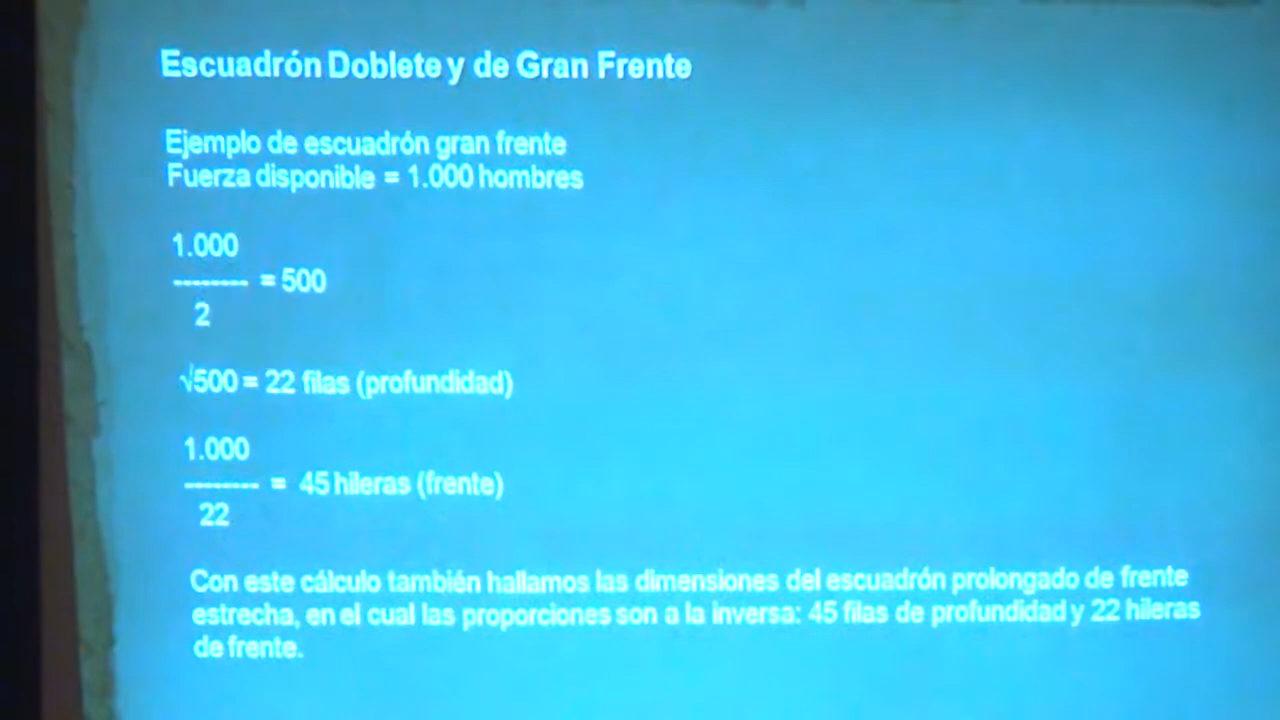 Escuadrón Doblete y de Gran Frente
Ejemplo de escuadrón gran frente
Fuerza disponible = 1.000 hombres
1.000
-------- = 500
2
√500 = 22 filas (profundidad)
1.000
-------- = 45 hileras (frente)
22
Con este cálculo también hallamos las dimensiones del escuadrón prolongado de frente
estrecha, en el cual las proporciones son a la inversa: 45 filas de profundidad y 22 hileras
de frente.